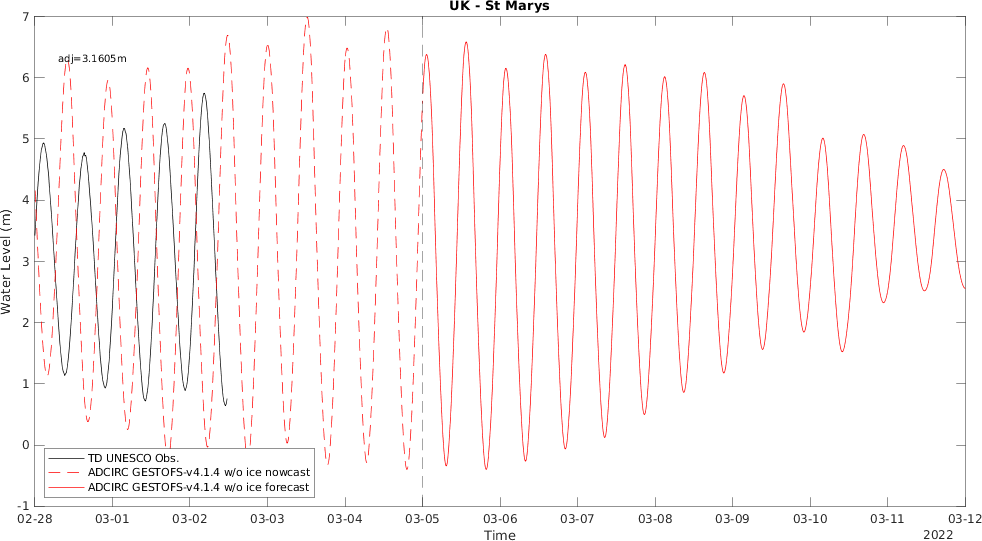 UK - St Marys
7
adj=3.1605m
6
5
4
3
2
1
0
-1
Water Level (m)
TD UNESCO Obs.
ADCIRC GESTOFS-v4.1.4 w/o ice nowcast
ADCIRC GESTOFS-v4.1.4 w/o ice forecast
02-28 03-01 03-02 03-03 03-04 03-05 03-06 03-07 03-08 03-09 03-10 03-11 03-12
Time
2022